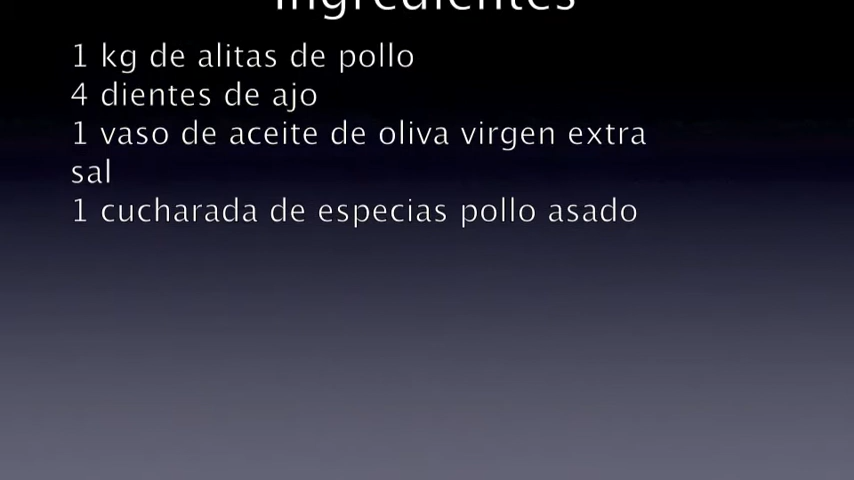 Ingredientes
1 kg de alitas de pollo
4 dientes de ajo
1 vaso de aceite de oliva virgen extra
sal
1 cucharada de especias pollo asado